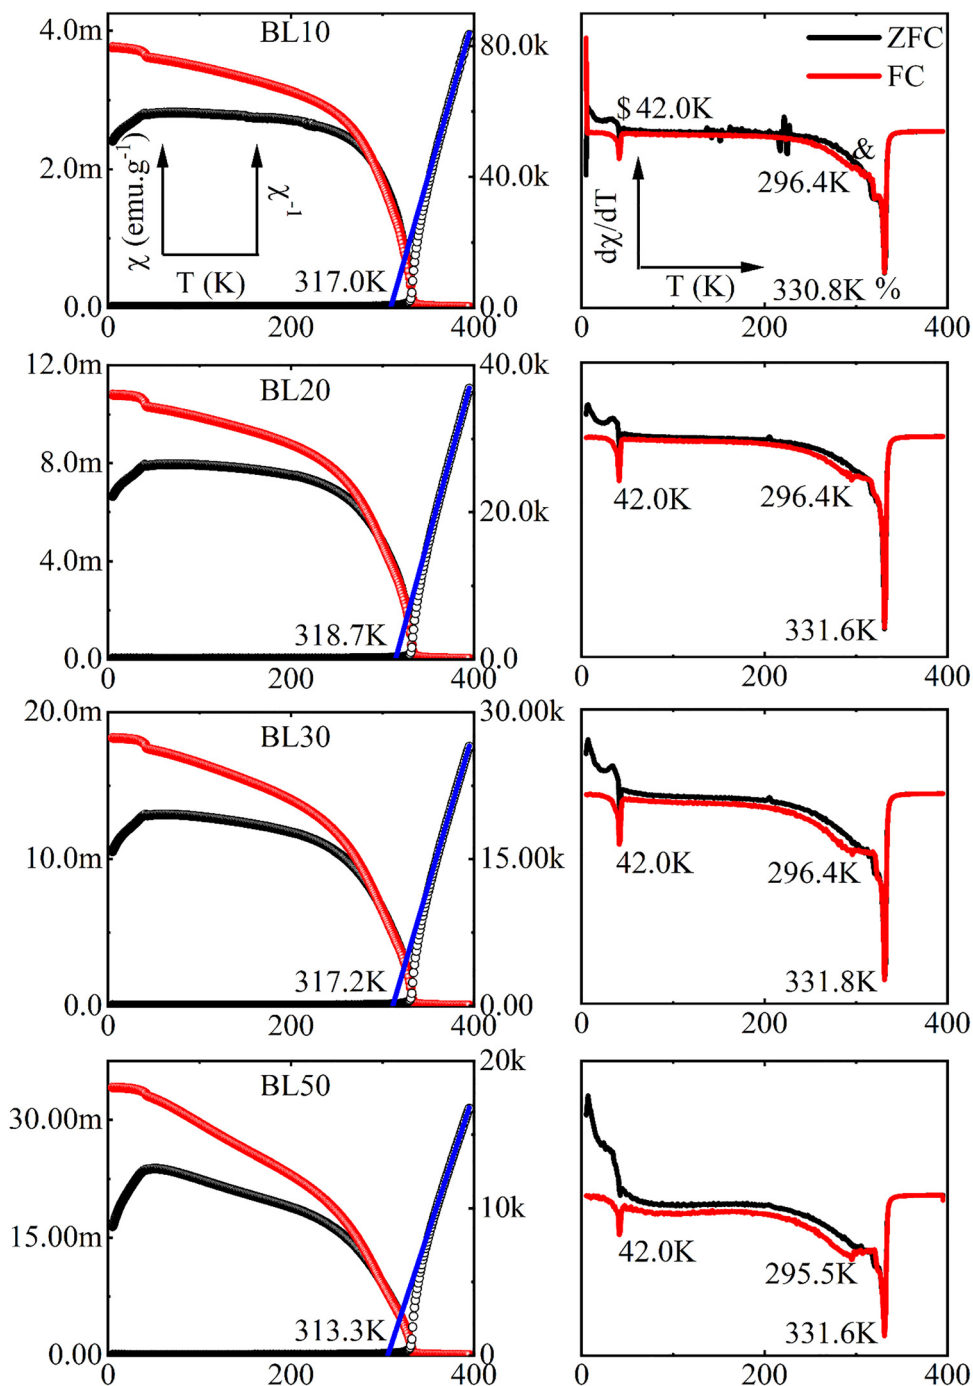 4.0m
BL10
80.0k
ZFC
FC
$ 42.0K
χ (emu.g⁻¹)
χ⁻¹
2.0m
40.0k
dχ/dT
&
296.4K
T (K)
317.0K
T (K)
330.8K %
0.0
0.0
0
200
400
0
200
400
12.0m
BL20
40.0k
8.0m
42.0K
296.4K
20.0k
4.0m
318.7K
331.6K
0.0
0.0
0
200
400
0
200
400
20.0m
BL30
30.00k
10.0m
15.00k
42.0K
296.4K
317.2K
331.8K
0.0
0.00
0
200
400
0
200
400
BL50
20k
30.00m
10k
15.00m
42.0K
295.5K
313.3K
331.6K
0.00
0
0
200
400
0
200
400